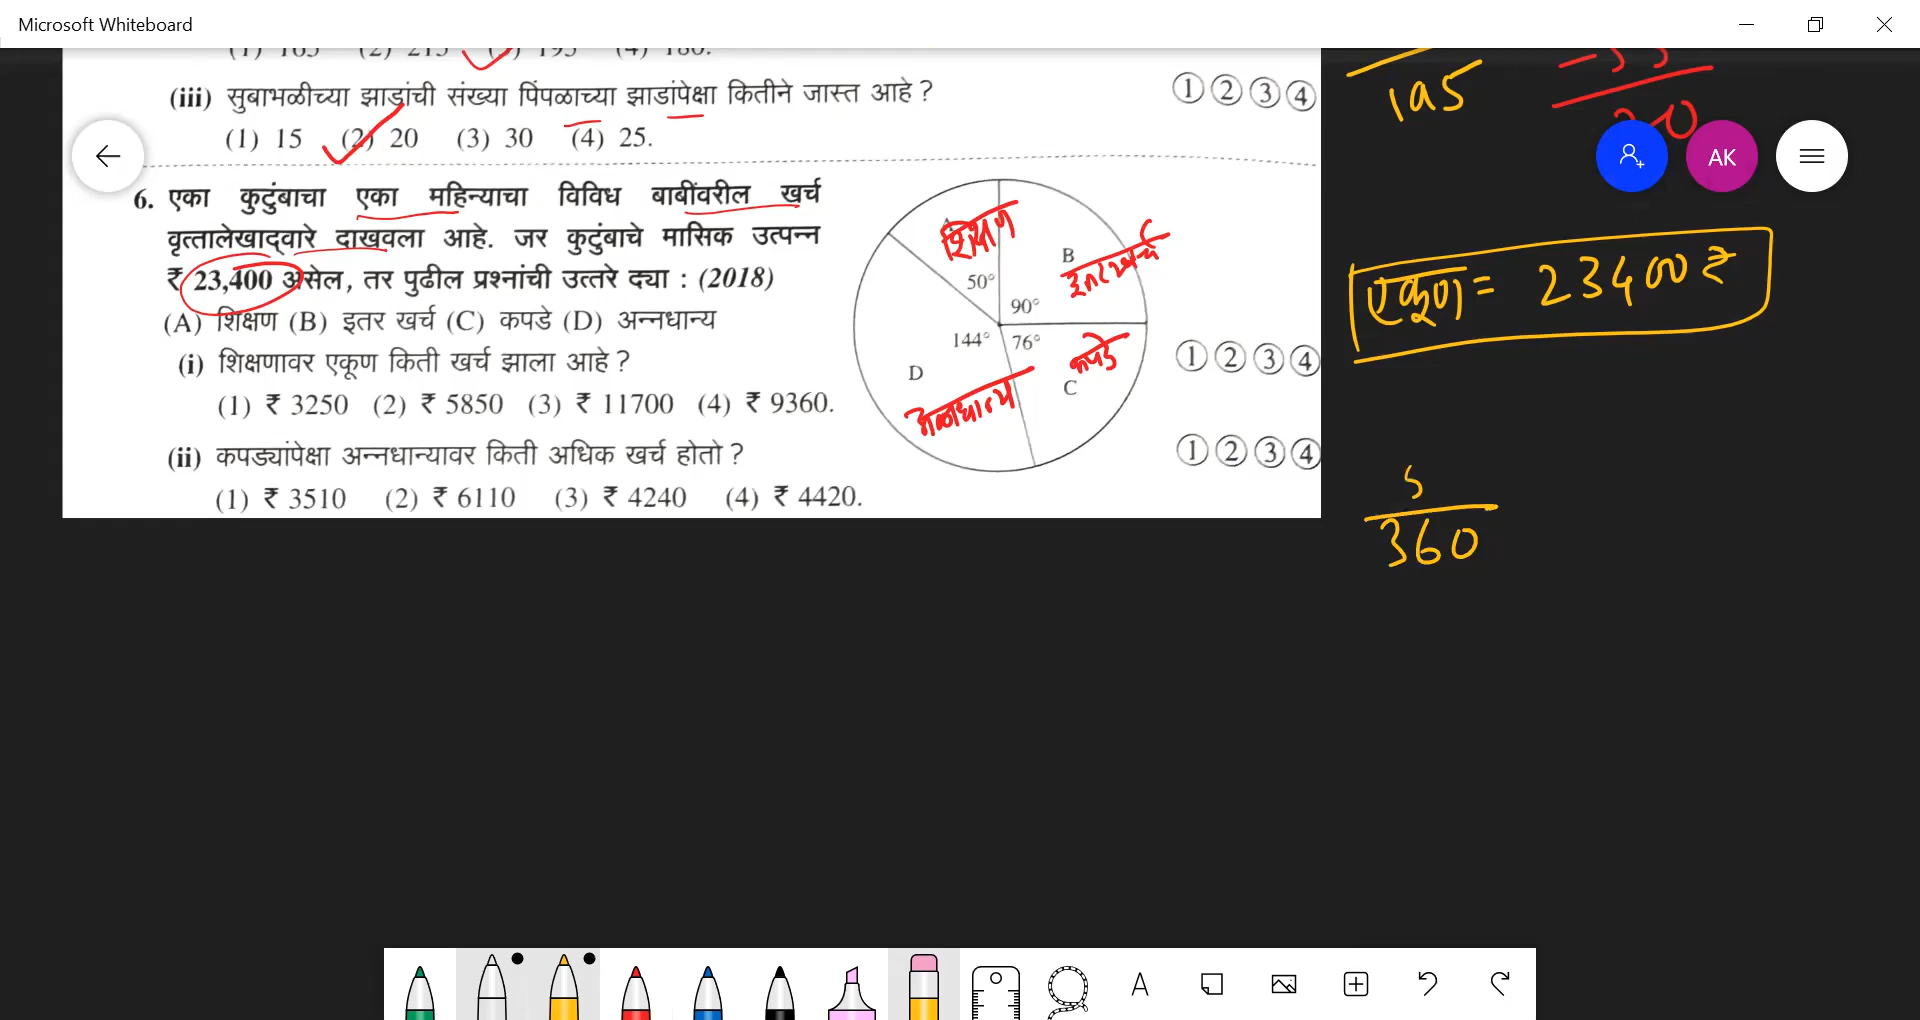 Microsoft Whiteboard
(1) 165 (2) 215 (3) 195 (4) 180.
(iii) सुबाभळीच्या झाडांची संख्या पिंपळाच्या झाडांपेक्षा कितीने जास्त आहे ? ① ② ③ ④
(1) 15 (2) 20 (3) 30 (4) 25.
6. एका कुटुंबाचा एका महिन्याचा विविध बाबींवरील खर्च
वृत्तालेखाद्वारे दाखवला आहे. जर कुटुंबाचे मासिक उत्पन्न
₹ 23,400 असेल, तर पुढील प्रश्नांची उत्तरे द्या : (2018)
(A) शिक्षण (B) इतर खर्च (C) कपडे (D) अन्नधान्य
(i) शिक्षणावर एकूण किती खर्च झाला आहे ? ① ② ③ ④
(1) ₹ 3250 (2) ₹ 5850 (3) ₹ 11700 (4) ₹ 9360.
(ii) कपड्यांपेक्षा अन्नधान्यावर किती अधिक खर्च होतो ? ① ② ③ ④
(1) ₹ 3510 (2) ₹ 6110 (3) ₹ 4240 (4) ₹ 4420.
A
शिक्षण
B
इतर खर्च
50°
90°
144° 76°
कपडे
D
C
195
AK
एकूण = 23400 ₹
5
360
A